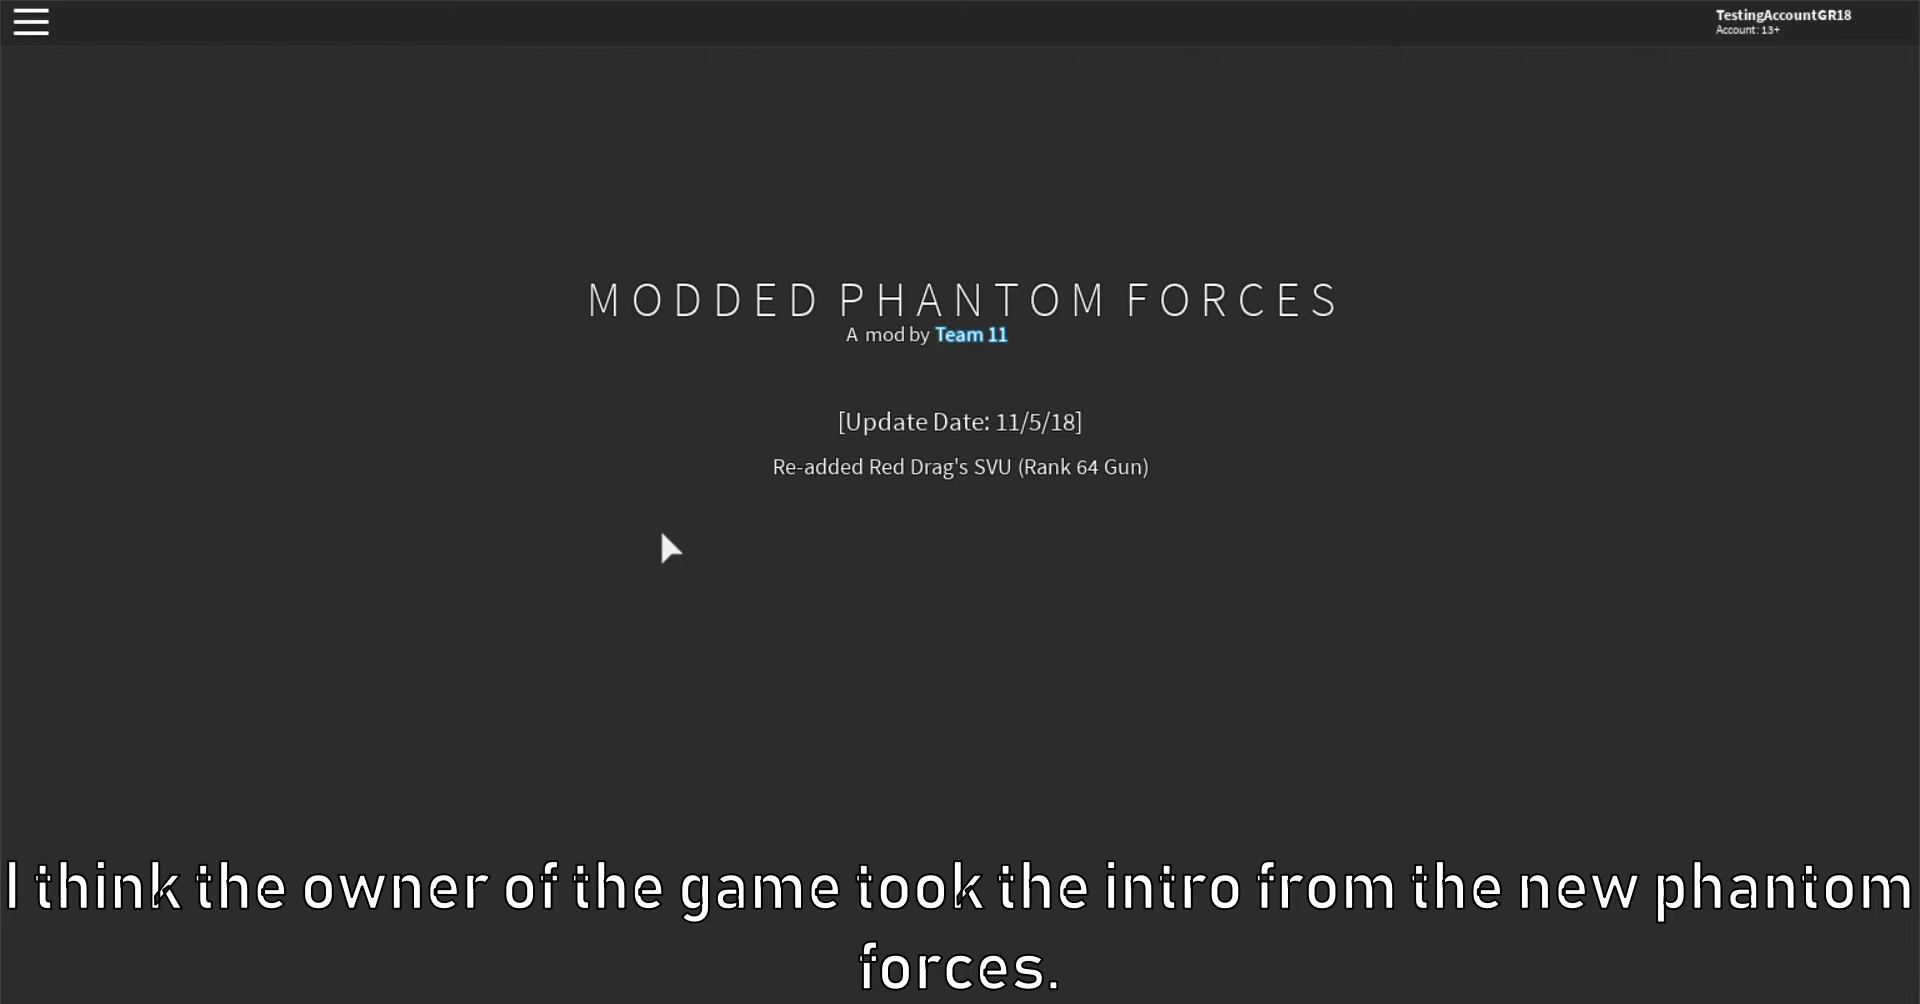 TestingAccountGR18
Account: 13+
MODDED PHANTOM FORCES
A mod by Team 11
[Update Date: 11/5/18]
Re-added Red Drag's SVU (Rank 64 Gun)
I think the owner of the game took the intro from the new phantom
forces.